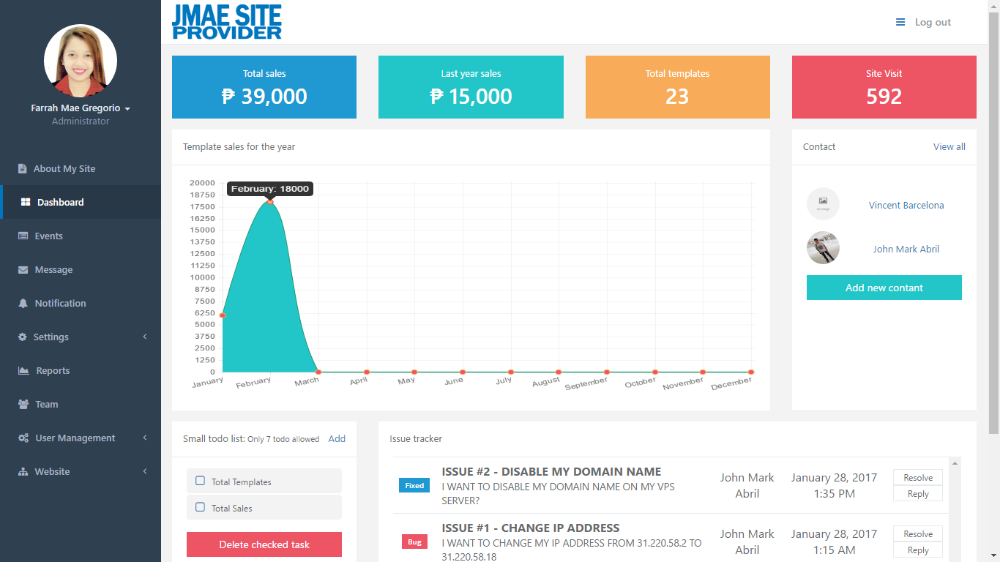 JMAE SITE
PROVIDER
Log out
Farrah Mae Gregorio
Administrator
About My Site
Dashboard
Events
Message
Notification
Settings
Reports
Team
User Management
Website
Total sales
₱ 39,000
Last year sales
₱ 15,000
Total templates
23
Site Visit
592
Template sales for the year
20000
18750
17500
16250
15000
13750
12500
11250
10000
8750
7500
6250
5000
3750
2500
1250
0
February: 18000
January
February
March
April
May
June
July
August
September
October
November
December
Contact
View all
Vincent Barcelona
John Mark Abril
Add new contant
Small todo list: Only 7 todo allowed
Add
Total Templates
Total Sales
Delete checked task
Issue tracker
Fixed
ISSUE #2 - DISABLE MY DOMAIN NAME
I WANT TO DISABLE MY DOMAIN NAME ON MY VPS
SERVER?
John Mark
Abril
January 28, 2017
1:35 PM
Resolve
Reply
Bug
ISSUE #1 - CHANGE IP ADDRESS
I WANT TO CHANGE MY IP ADDRESS FROM 31.220.58.2 TO
31.220.58.18
John Mark
Abril
January 28, 2017
1:15 AM
Resolve
Reply